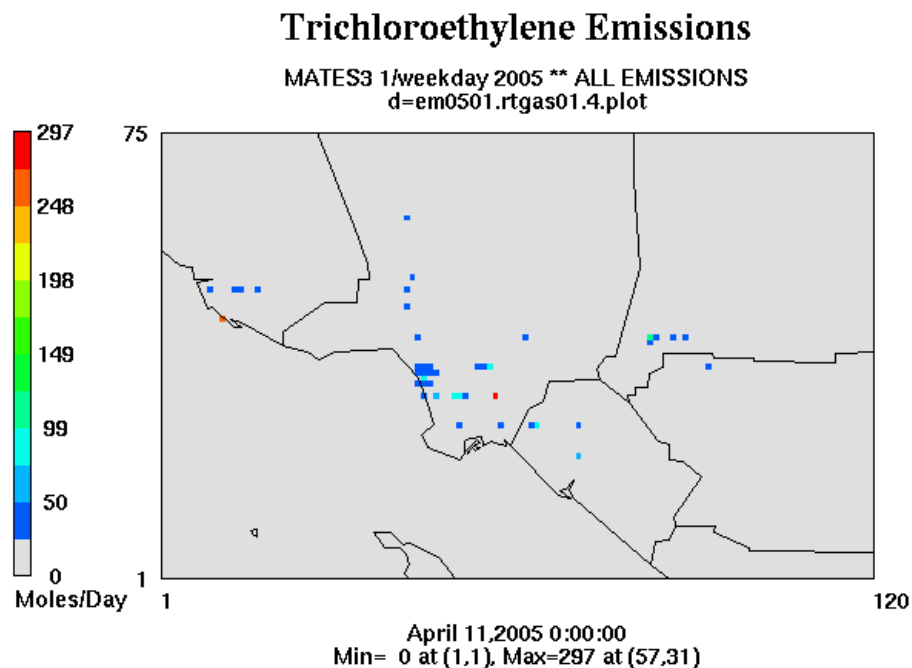 Trichloroethylene Emissions
MATES3 1/weekday 2005 ** ALL EMISSIONS
d=em0501.rtgas01.4.plot
297
248
198
149
99
50
0
Moles/Day
75
1
1
120
April 11,2005 0:00:00
Min= 0 at (1,1), Max=297 at (57,31)